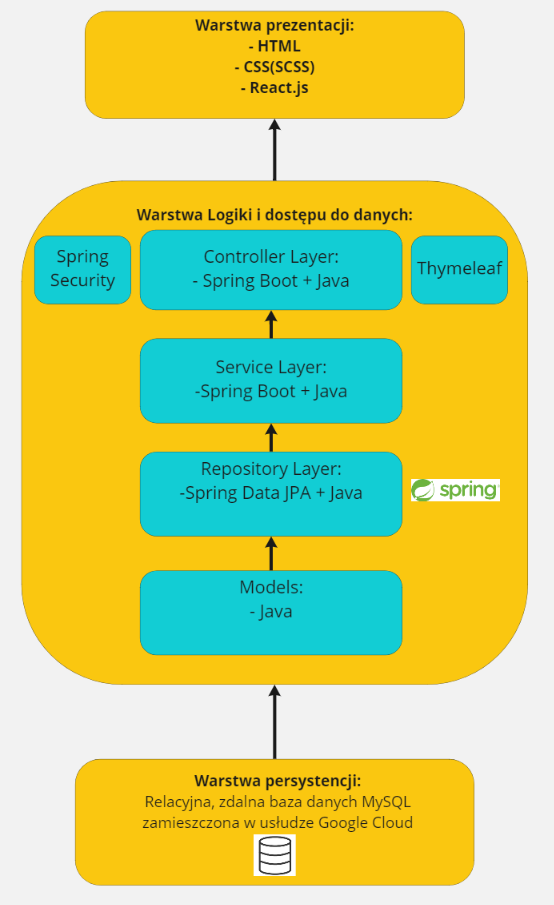 Warstwa prezentacji:
- HTML
- CSS(SCSS)
- React.js
Warstwa Logiki i dostępu do danych:
Spring
Security
Controller Layer:
- Spring Boot + Java
Thymeleaf
Service Layer:
-Spring Boot + Java
Repository Layer:
-Spring Data JPA + Java
spring
Models:
- Java
Warstwa persystencji:
Relacyjna, zdalna baza danych MySQL
zamieszczona w usłudze Google Cloud